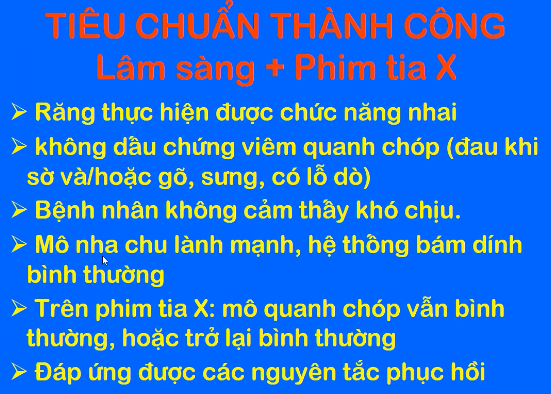 TIÊU CHUẨN THÀNH CÔNG
Lâm sàng + Phim tia X
➢ Răng thực hiện được chức năng nhai
➢ không dấu chứng viêm quanh chóp (đau khi
sờ và/hoặc gõ, sưng, có lỗ dò)
➢ Bệnh nhân không cảm thấy khó chịu.
➢ Mô nha chu lành mạnh, hệ thống bám dính
bình thường
➢ Trên phim tia X: mô quanh chóp vẫn bình
thường, hoặc trở lại bình thường
➢ Đáp ứng được các nguyên tắc phục hồi